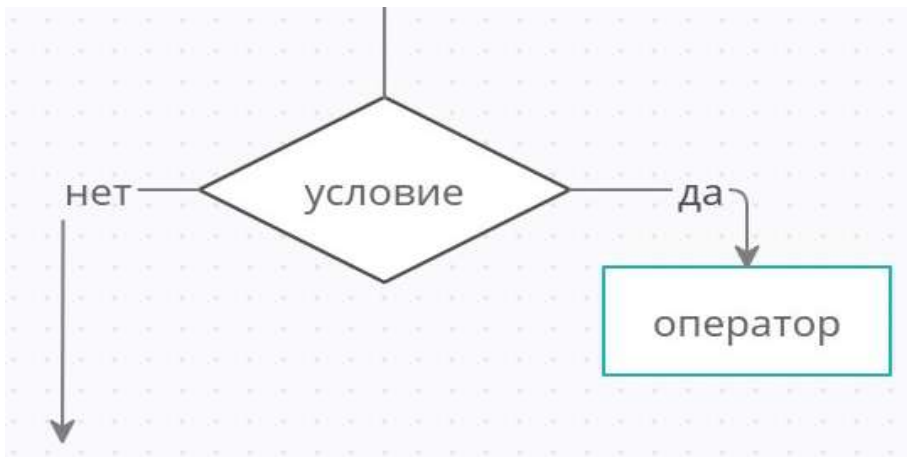 нет
условие
да
оператор